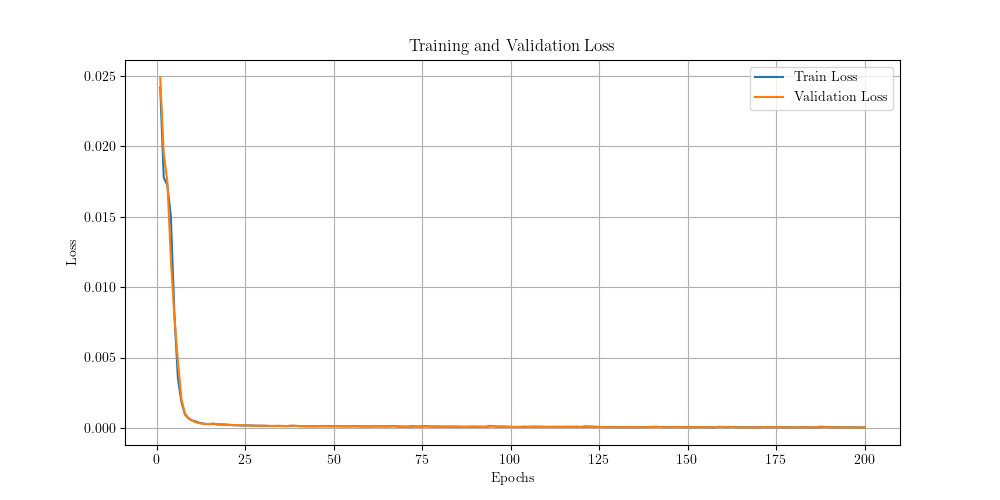 Training and Validation Loss
Train Loss
Validation Loss
0.025
0.020
0.015
0.010
0.005
0.000
Loss
0 25 50 75 100 125 150 175 200
Epochs